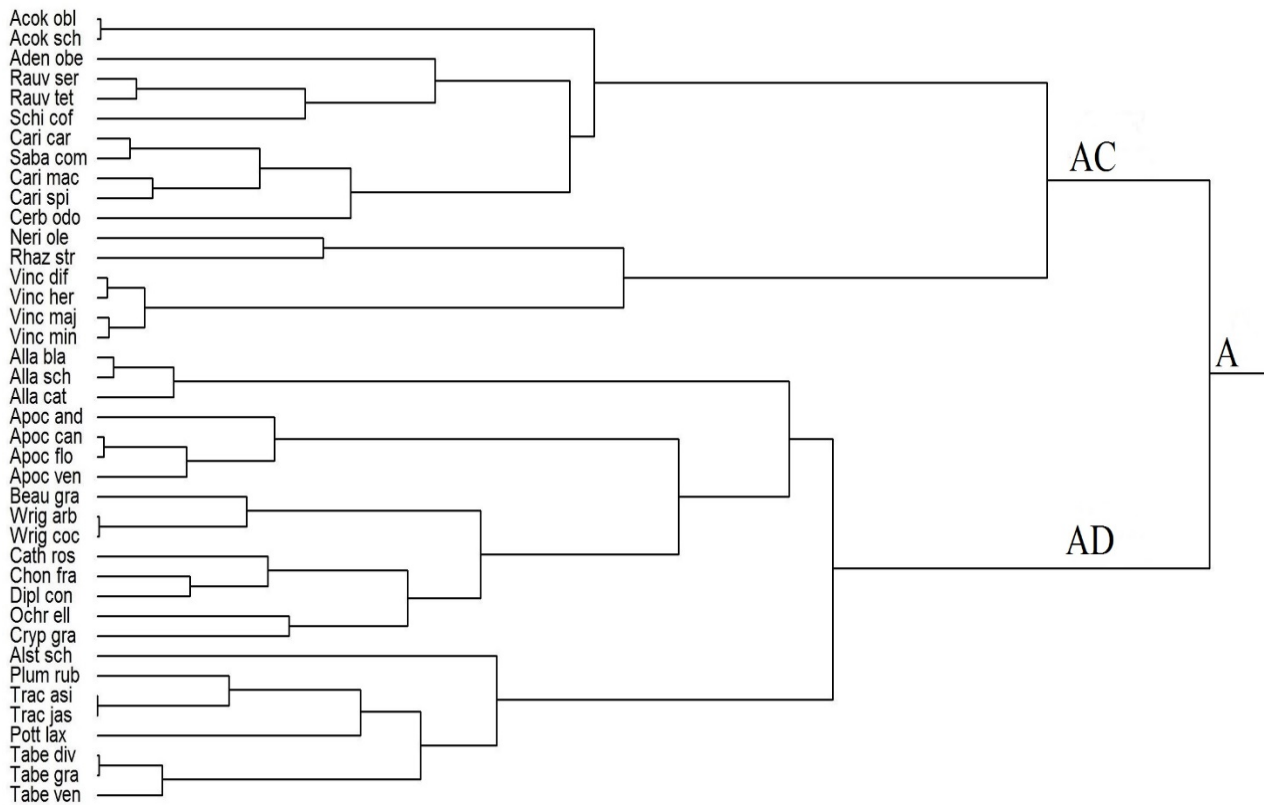 Acok obl
Acok sch
Aden obe
Rauv ser
Rauv tet
Schi cof
Cari car
Saba com
Cari mac
Cari spi
Cerb odo
Neri ole
Rhaz str
Vinc dif
Vinc her
Vinc maj
Vinc min
Alla bla
Alla sch
Alla cat
Apoc and
Apoc can
Apoc flo
Apoc ven
Beau gra
Wrig arb
Wrig coc
Cath ros
Chon fra
Dipl con
Ochr ell
Cryp gra
Alst sch
Plum rub
Trac asi
Trac jas
Pott lax
Tabe div
Tabe gra
Tabe ven
AC
A
AD